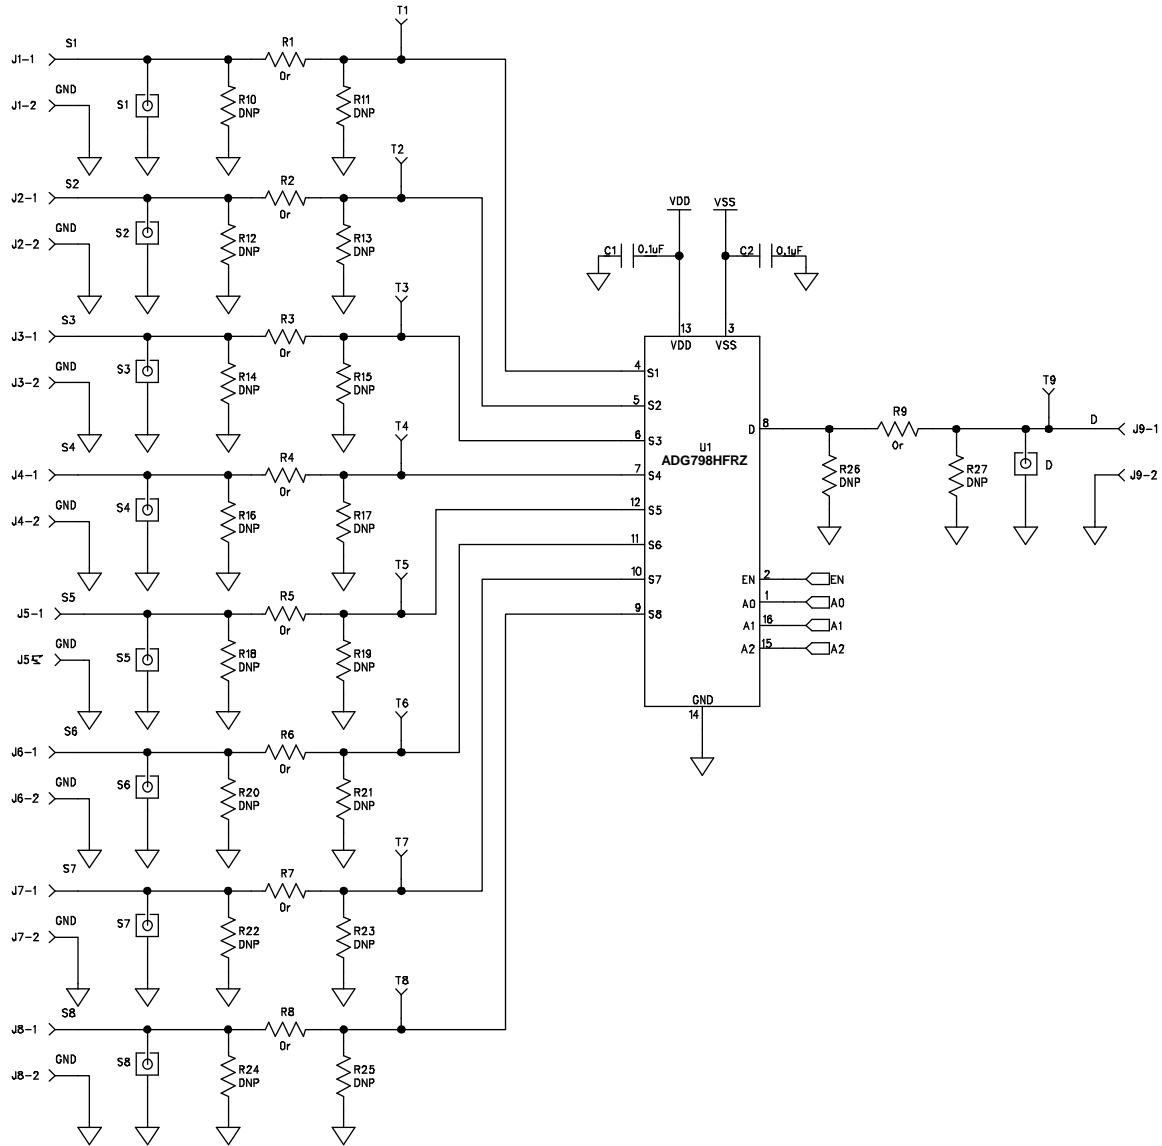 T1
S1
R1
J1-1
0r
GND
S1
R10
DNP
R11
DNP
J1-2
T2
S2
R2
J2-1
0r
GND
S2
R12
DNP
R13
DNP
J2-2
T3
S3
R3
J3-1
0r
GND
S3
R14
DNP
R15
DNP
J3-2
T4
S4
R4
J4-1
0r
GND
S4
R16
DNP
R17
DNP
J4-2
T5
S5
R5
J5-1
0r
GND
S5
R18
DNP
R19
DNP
T6
S6
R6
J6-1
0r
GND
S6
R20
DNP
R21
DNP
J6-2
T7
S7
R7
J7-1
0r
GND
S7
R22
DNP
R23
DNP
J7-2
T8
S8
R8
J8-1
0r
GND
S8
R24
DNP
R25
DNP
J8-2
VDD
VSS
C1
0.1uF
C2
0.1uF
13
3
VDD
VSS
4
S1
5
S2
6
S3
7
S4
12
S5
11
S6
10
S7
9
S8
U1
ADG798HFRZ
D
8
EN
2
EN
A0
1
A0
A1
16
A1
A2
15
A2
GND
14
R9
0r
R26
DNP
R27
DNP
T9
D
D
J9-1
J9-2